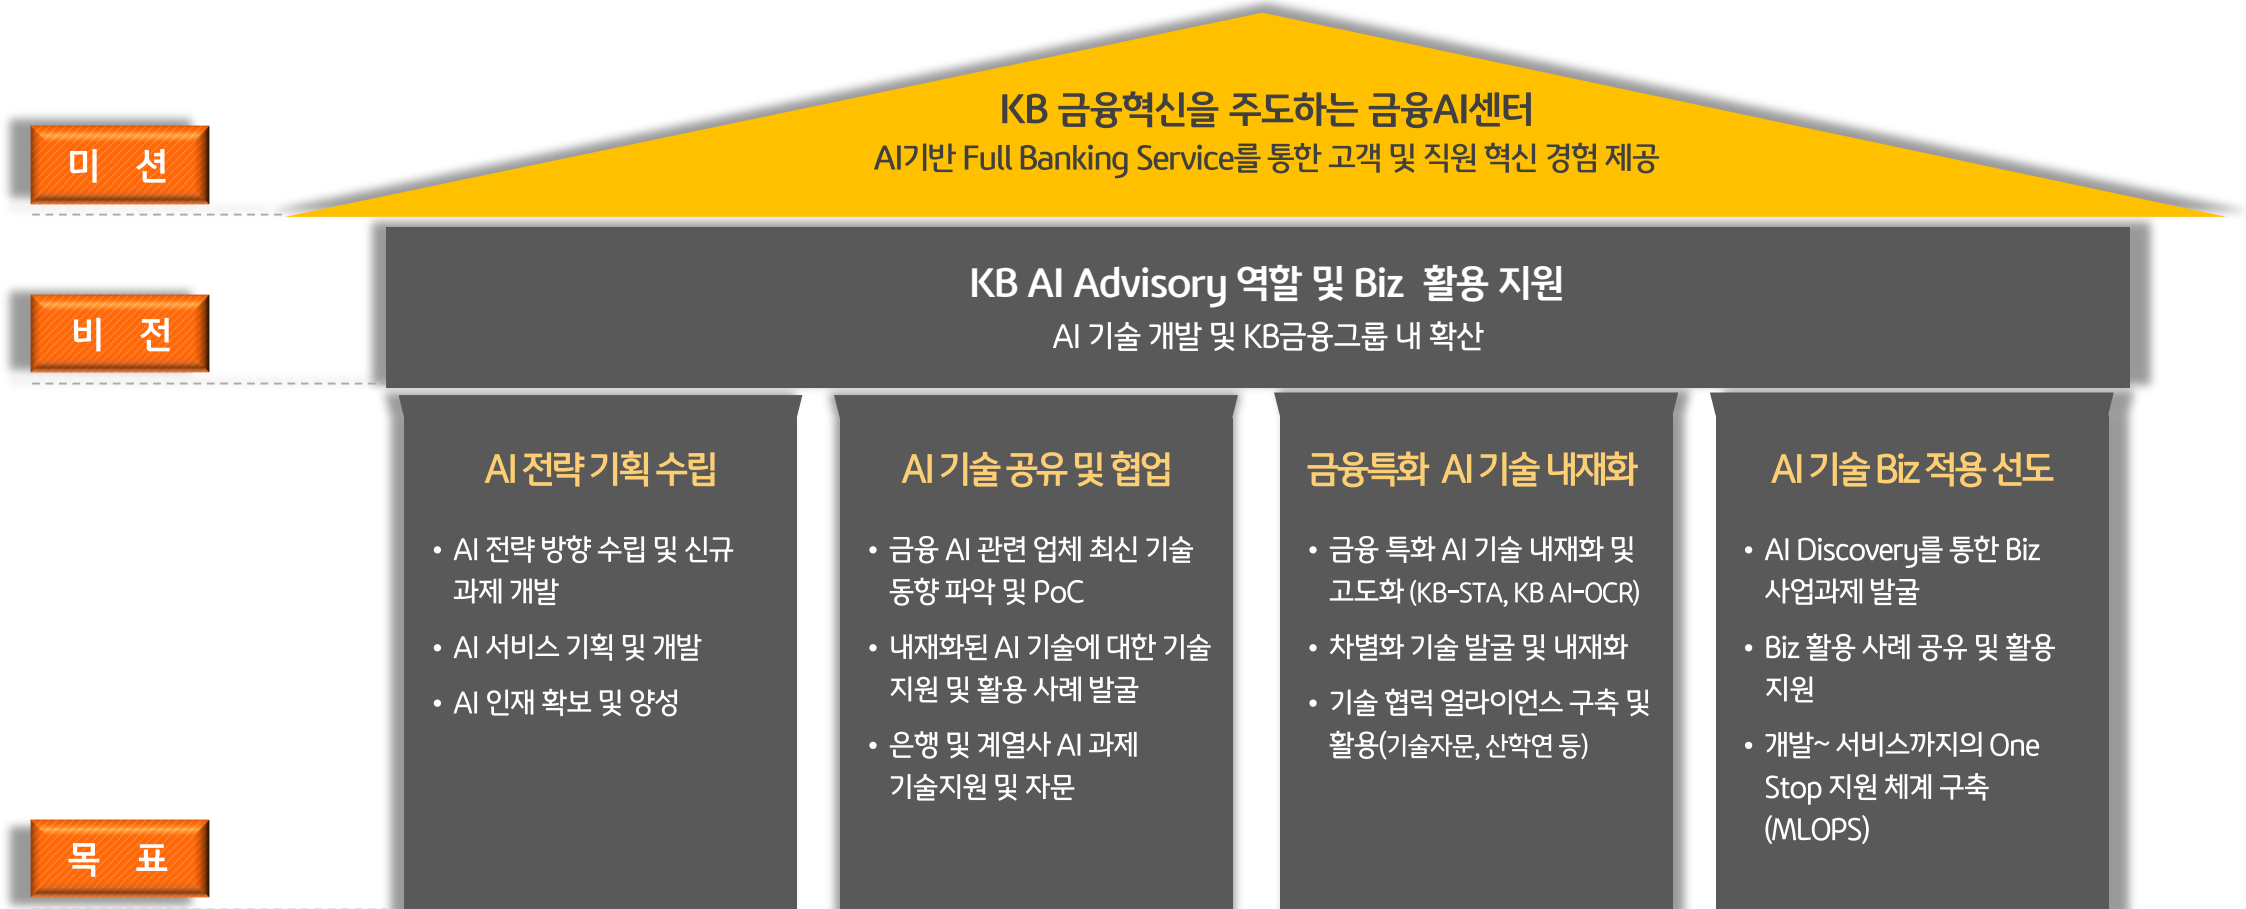 KB 금융혁신을 주도하는 금융AI센터
AI기반 Full Banking Service를 통한 고객 및 직원 혁신 경험 제공
미 션
KB AI Advisory 역할 및 Biz 활용 지원
AI 기술 개발 및 KB금융그룹 내 확산
비 전
AI 전략 기획 수립
• AI 전략 방향 수립 및 신규
과제 개발
• AI 서비스 기획 및 개발
• AI 인재 확보 및 양성
AI 기술 공유 및 협업
• 금융 AI 관련 업체 최신 기술
동향 파악 및 PoC
• 내재화된 AI 기술에 대한 기술
지원 및 활용 사례 발굴
• 은행 및 계열사 AI 과제
기술지원 및 자문
금융특화 AI 기술 내재화
• 금융 특화 AI 기술 내재화 및
고도화 (KB-STA, KB AI-OCR)
• 차별화 기술 발굴 및 내재화
• 기술 협력 얼라이언스 구축 및
활용(기술자문, 산학연 등)
AI 기술 Biz 적용 선도
• AI Discovery를 통한 Biz
사업과제 발굴
• Biz 활용 사례 공유 및 활용
지원
• 개발~ 서비스까지의 One
Stop 지원 체계 구축
(MLOPS)
목 표